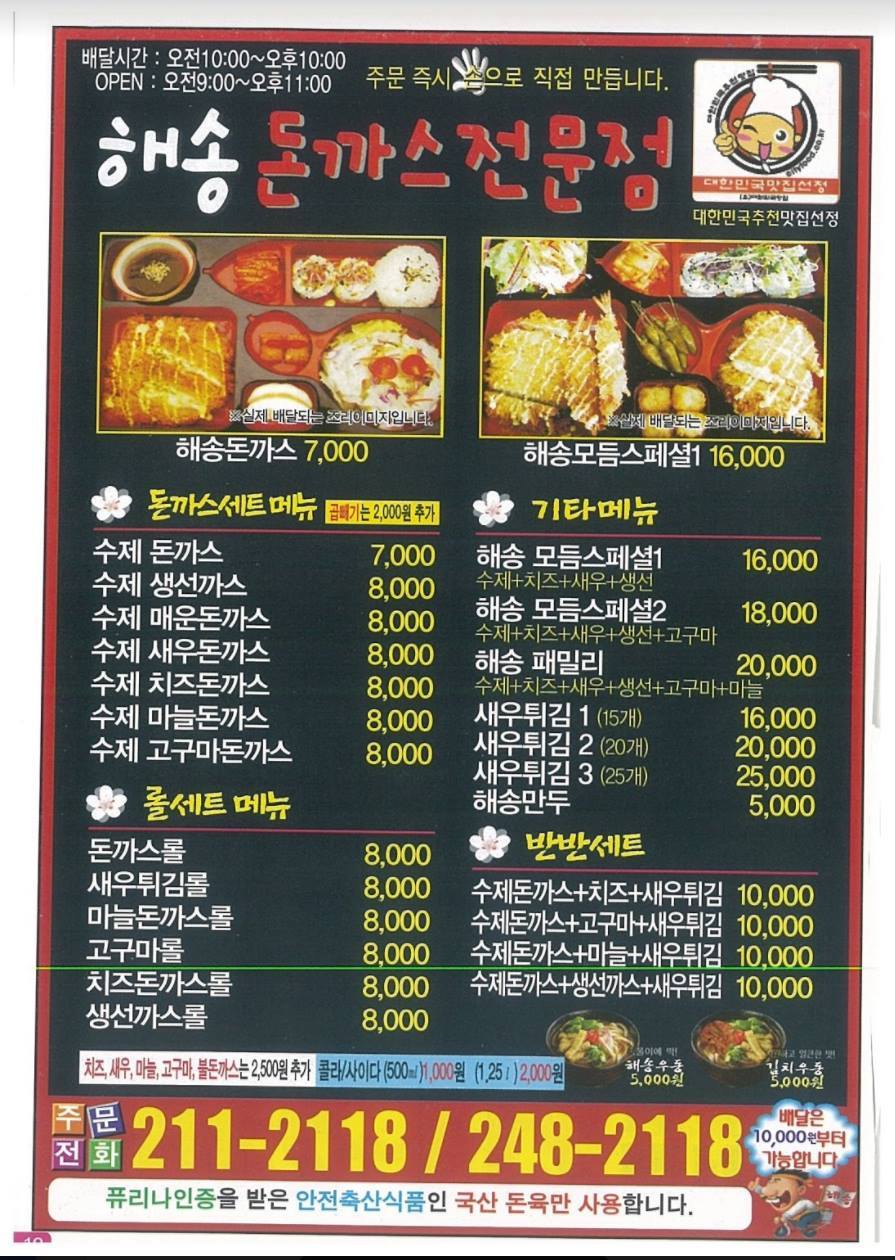 배달시간 : 오전10:00~오후10:00
OPEN : 오전9:00~오후11:00
주문 즉시 손으로 직접 만듭니다.
해송 돈까스전문점
대한민국맛집선정
대한민국추천맛집선정
※실제 배달되는 조리이미지입니다.
해송돈까스 7,000
※실제 배달되는 조리이미지입니다.
해송모듬스페셜1 16,000
돈까스세트메뉴 곱빼기는 2,000원 추가
수제 돈까스 7,000
수제 생선까스 8,000
수제 매운돈까스 8,000
수제 새우돈까스 8,000
수제 치즈돈까스 8,000
수제 마늘돈까스 8,000
수제 고구마돈까스 8,000
롤세트 메뉴
돈까스롤 8,000
새우튀김롤 8,000
마늘돈까스롤 8,000
고구마롤 8,000
치즈돈까스롤 8,000
생선까스롤 8,000
기타메뉴
해송 모듬스페셜1 16,000
수제+치즈+새우+생선
해송 모듬스페셜2 18,000
수제+치즈+새우+생선+고구마
해송 패밀리 20,000
수제+치즈+새우+생선+고구마+마늘
새우튀김 1 (15개) 16,000
새우튀김 2 (20개) 20,000
새우튀김 3 (25개) 25,000
해송만두 5,000
반반세트
수제돈까스+치즈+새우튀김 10,000
수제돈까스+고구마+새우튀김 10,000
수제돈까스+마늘+새우튀김 10,000
수제돈까스+생선까스+새우튀김 10,000
해송우동
5,000원
김치우동
5,000원
치즈, 새우, 마늘, 고구마, 불돈까스는 2,500원 추가 콜라/사이다 (500㎖)1,000원 (1.25ℓ) 2,000원
주문전화 211-2118 / 248-2118
배달은
10,000원부터
가능합니다
퓨리나인증을 받은 안전축산식품인 국산 돈육만 사용합니다.